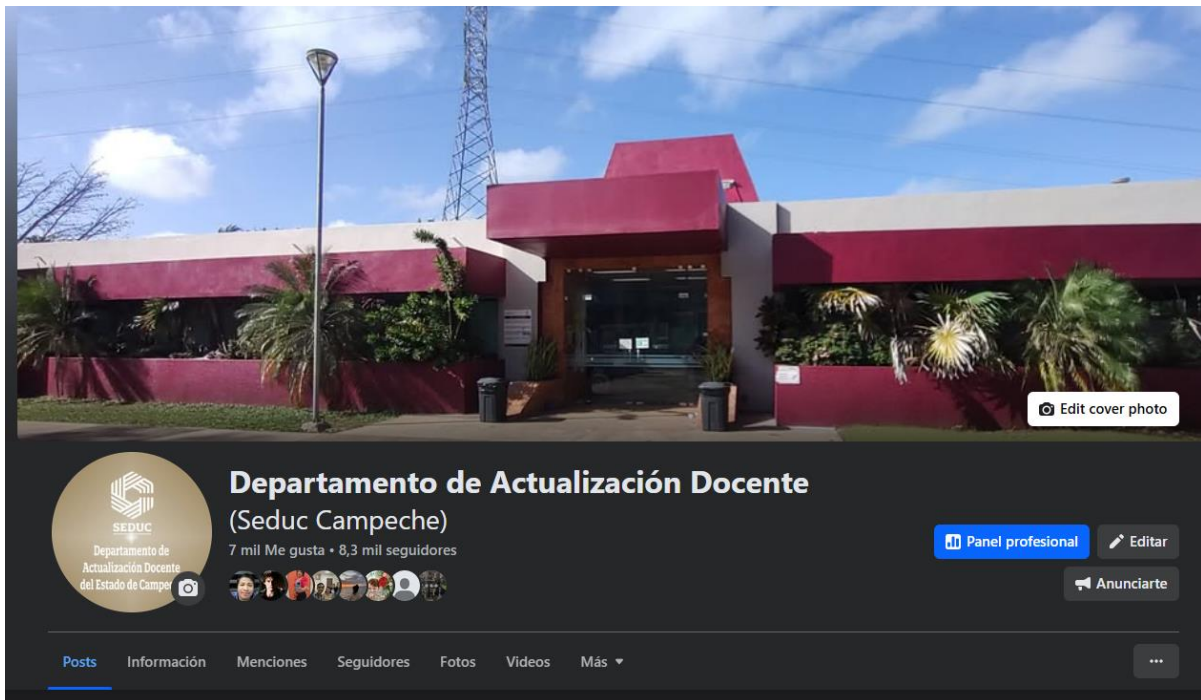 Edit cover photo
SEDUC
Departamento de
Actualización Docente
del Estado de
Departamento de Actualización Docente
(Seduc Campeche)
7 mil Me gusta • 8,3 mil seguidores
Panel profesional
Editar
Anunciarte
Posts
Información
Menciones
Seguidores
Fotos
Videos
Más